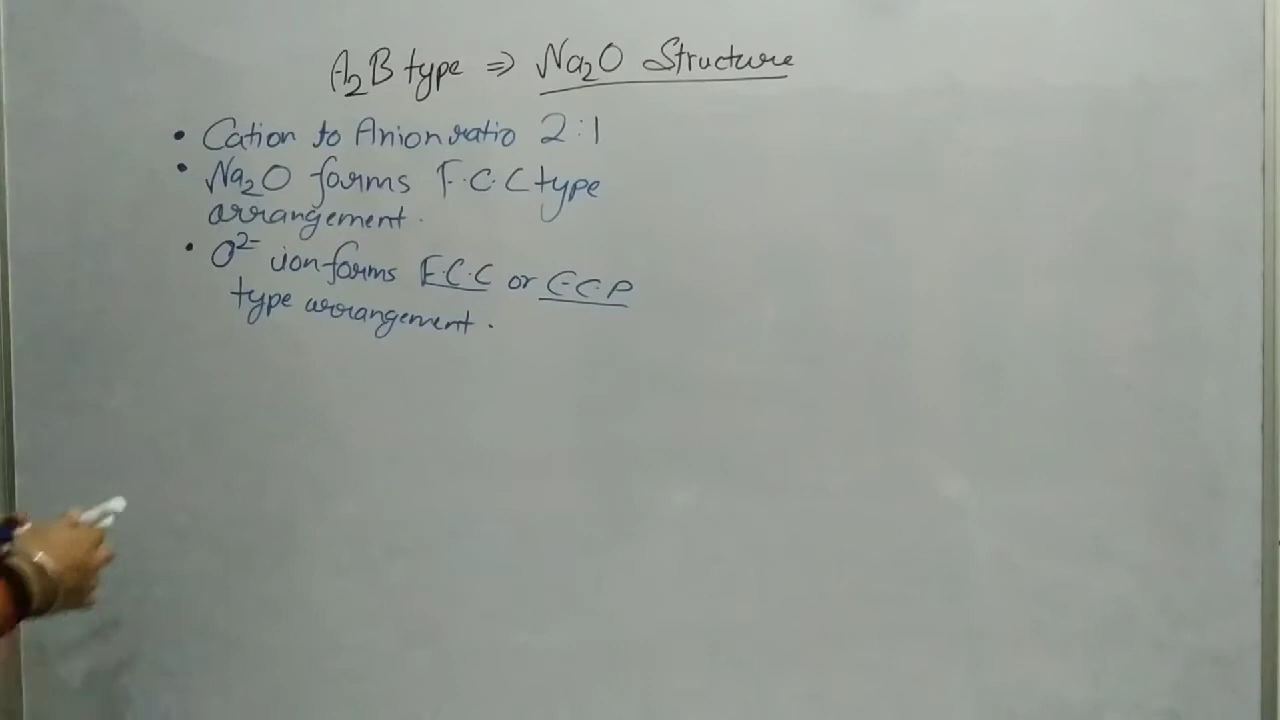 A₂B type ⇒ Na₂O Structure
• Cation to Anion ratio 2:1
• Na₂O forms F.C.C type
arrangement.
• O²⁻ ion forms F.C.C or C.C.P
type arrangement.